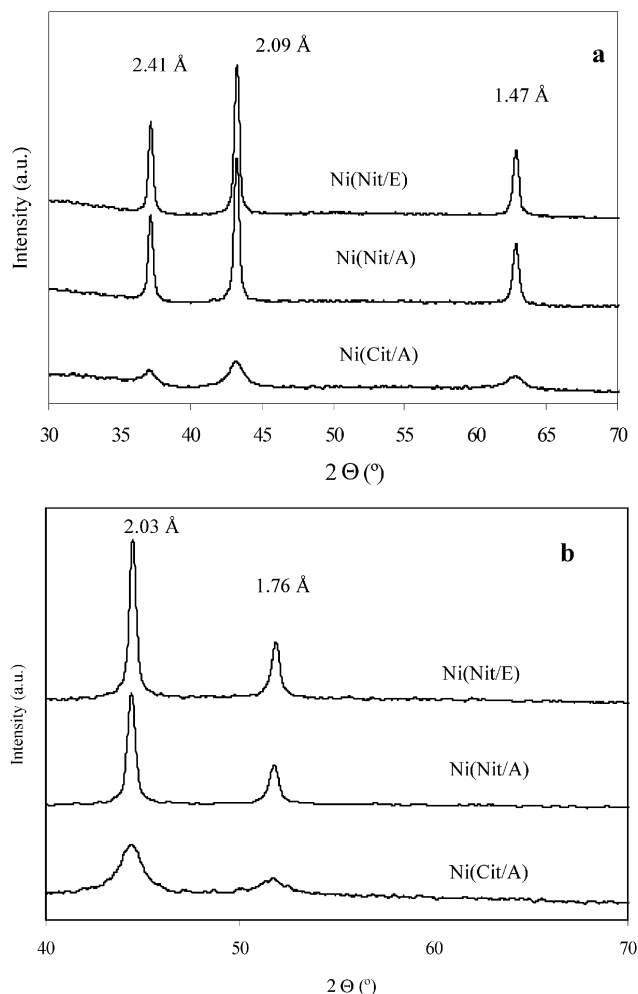 2.09 Å
a
2.41 Å
1.47 Å
Ni(Nit/E)
Ni(Nit/A)
Ni(Cit/A)
Intensity (a.u.)
30 35 40 45 50 55 60 65 70
2 Θ (º)
2.03 Å
b
1.76 Å
Ni(Nit/E)
Ni(Nit/A)
Ni(Cit/A)
Intensity (a.u.)
40 50 60 70
2 Θ (º)